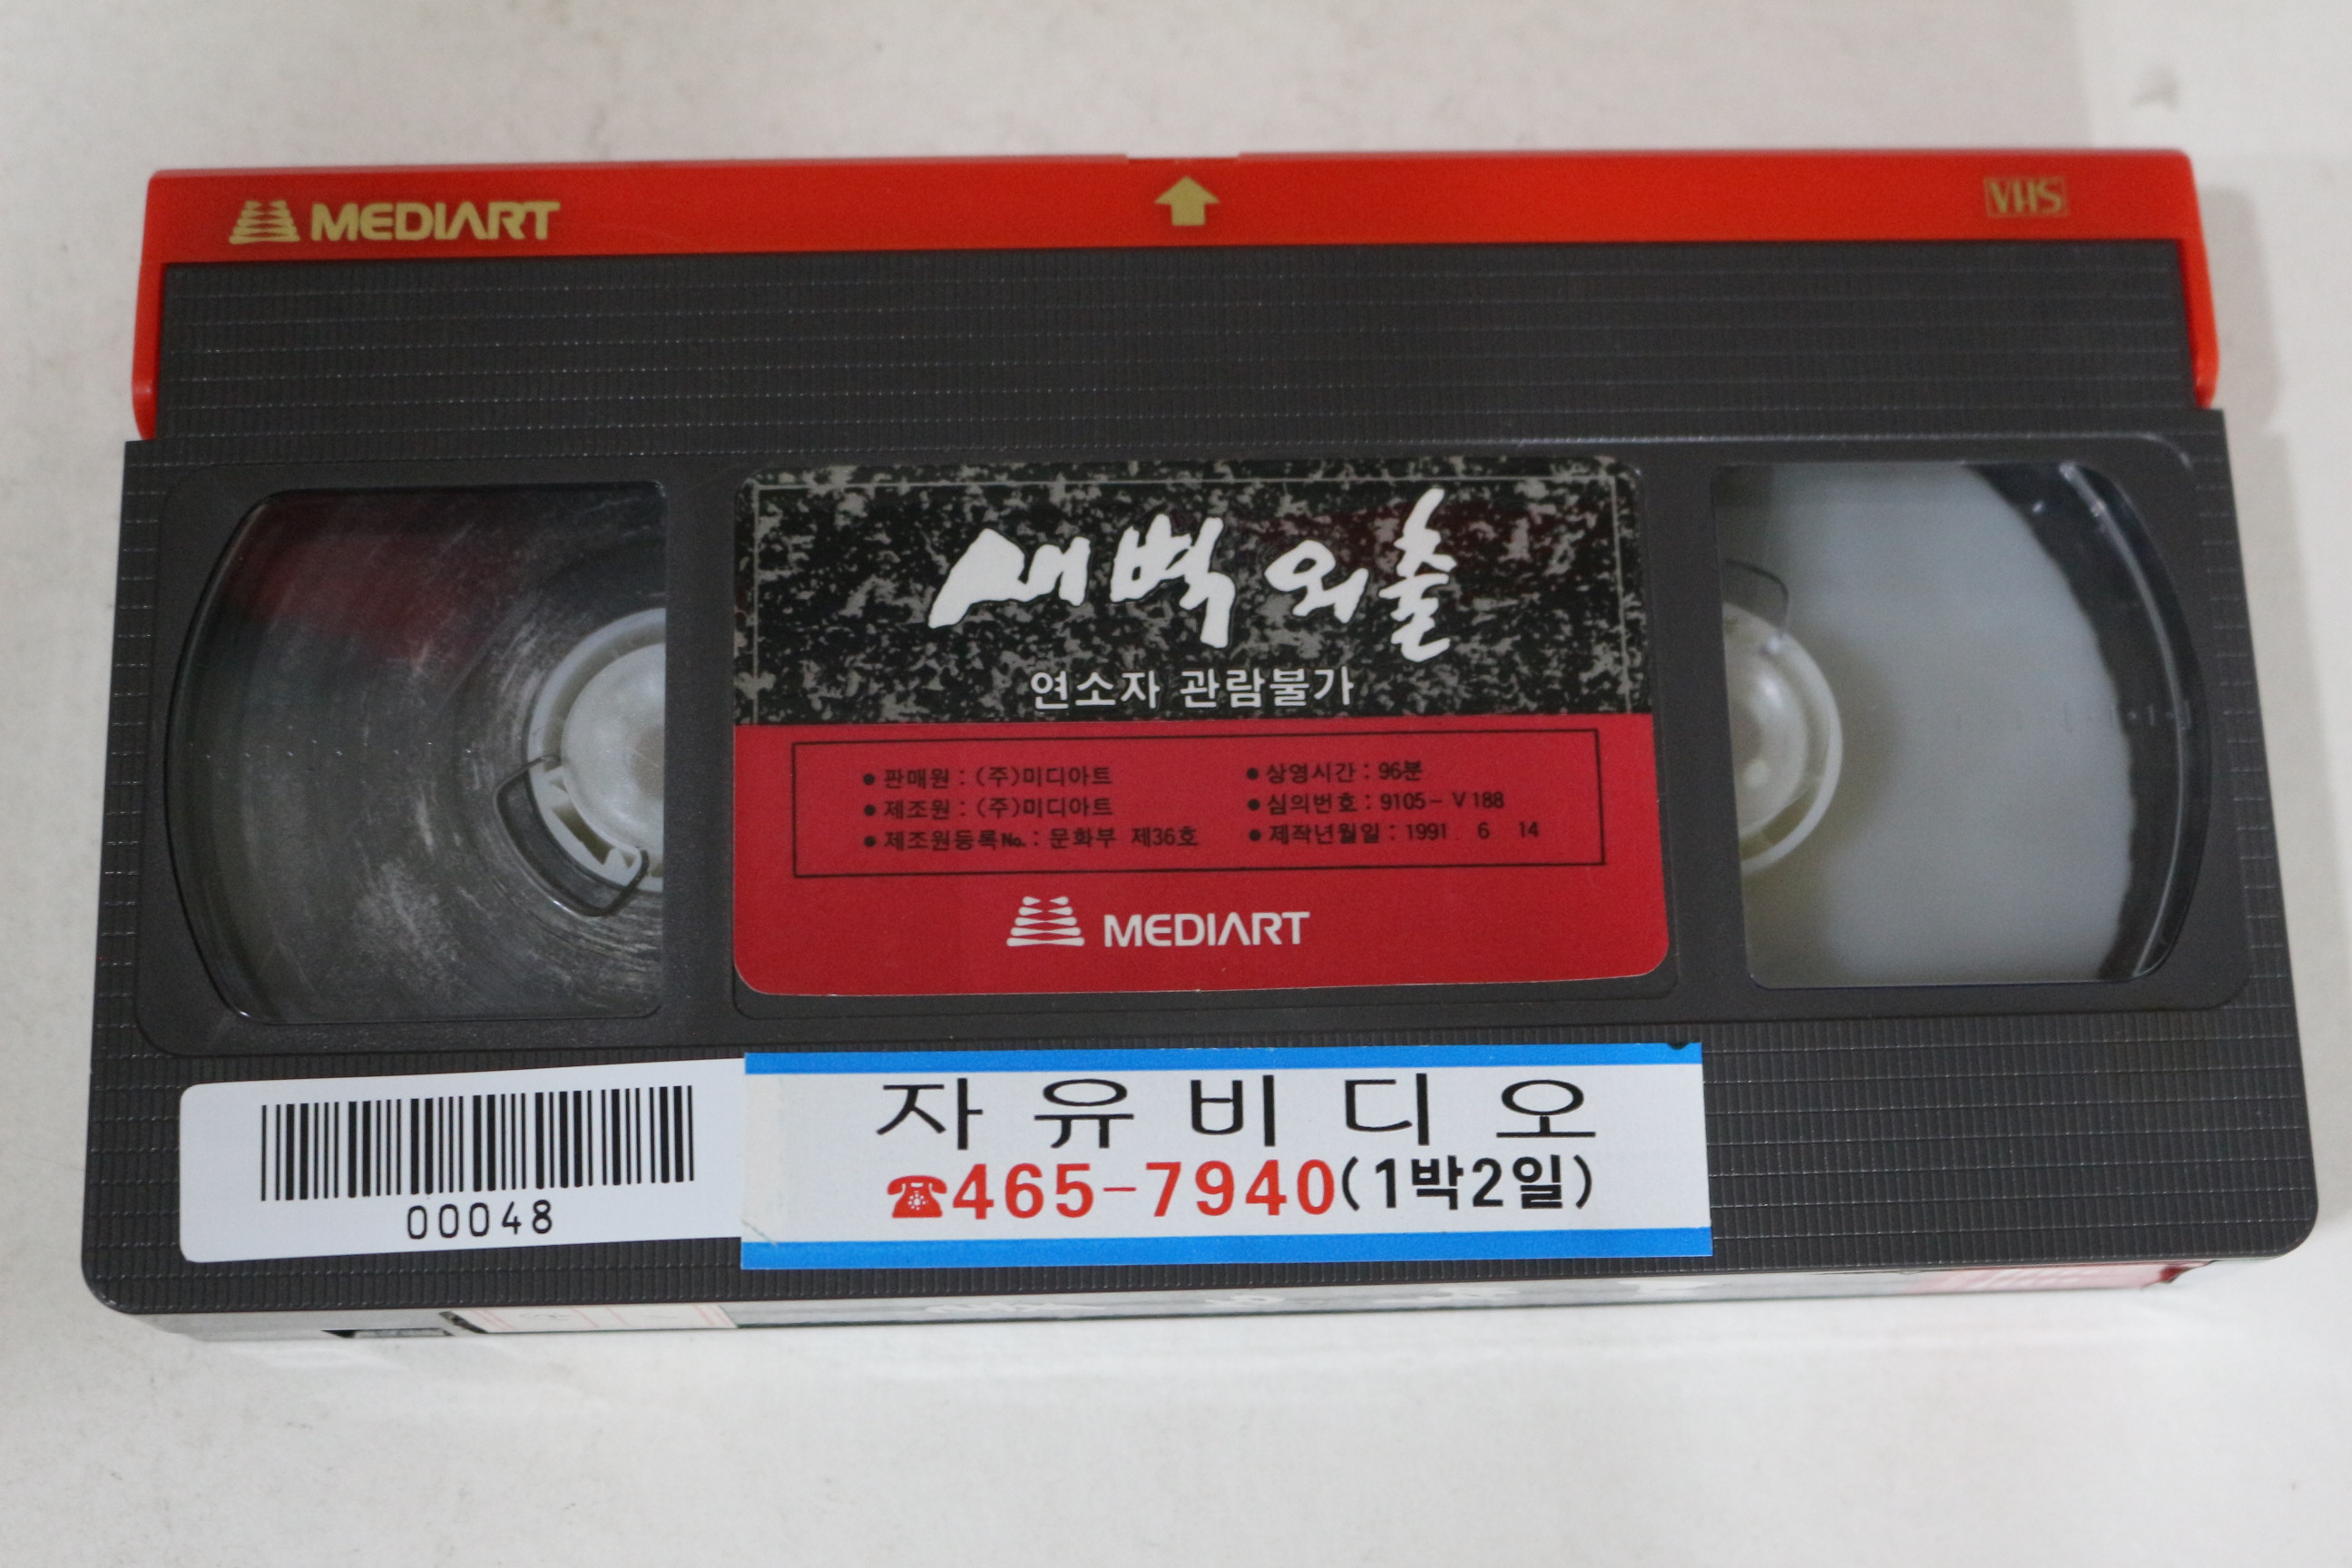 MEDIART
VHS
새벽 외출
연소자 관람불가
● 판매원 : (주)미디아트
● 제조원 : (주)미디아트
● 제조원등록No. : 문화부 제36호
● 상영시간 : 96분
● 심의번호 : 9105-V188
● 제작년월일 : 1991 6 14
MEDIART
00048
자유비디오
☎465-7940(1박2일)